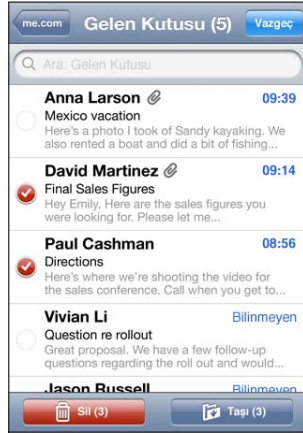 me.com
Gelen Kutusu (5)
Vazgeç
Ara: Gelen Kutusu
Anna Larson 09:39
Mexico vacation
Here's a photo I took of Sandy kayaking. We
also rented a boat and did a bit of fishing...
David Martinez 09:14
Final Sales Figures
Hey Emily, Here are the sales figures you
were looking for. Please let me...
Paul Cashman 08:56
Directions
Here's where we're shooting the video for
the sales conference. Call when you get to...
Vivian Li Bilinmeyen
Question re rollout
Great proposal. We have a few follow-up
questions regarding the roll out and would...
Jason Russell Bilinmeyen
Sil (3)
Taşı (3)